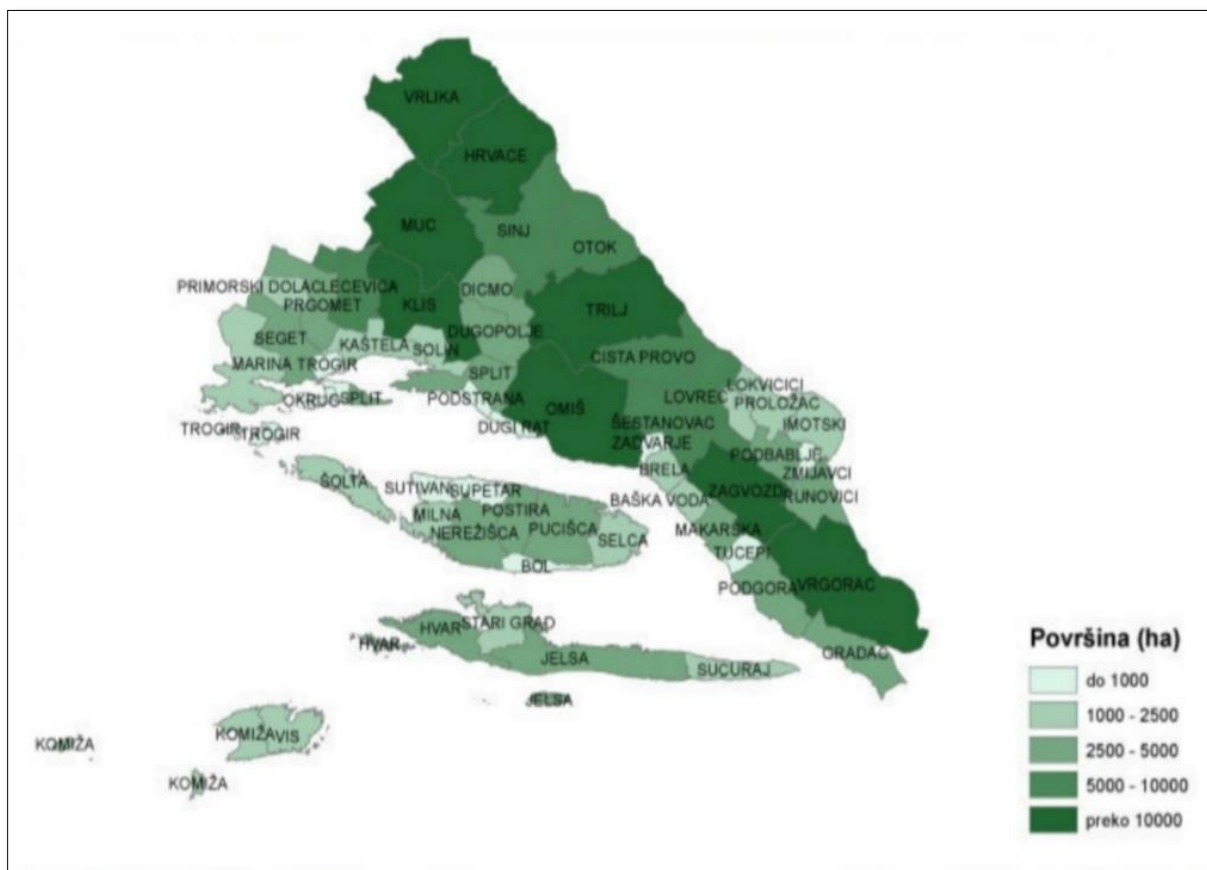 VRLIKA
HRVACE
MUC
SINJ
OTOK
PRIMORSKI DOLAC
LECEVICA
DICMO
PRGOMET
KLIS
TRILJ
SEGET
KAŠTELA
SOLIN
DUGOPOLJE
CISTA PROVO
MARINA
TROGIR
SPLIT
LOKVICICI
OKRUG
SPLIT
PODSTRANA
OMIŠ
LOVREC
PROLOŽAC
TROGIR
TROGIR
DUGI RAT
ŠESTANOVAC
IMOTSKI
ZADVARJE
PODBABLJE
BRELA
ZMIJAVCI
ŠOLTA
SUTIVAN
SUPETAR
BAŠKA VODA
ZAGVOZD
RUNOVICI
MILNA
POSTIRA
NEREŽIŠCA
PUCIŠCA
SELCA
MAKARSKA
TUCEPI
BOL
PODGORA
VRGORAC
HVAR
STARI GRAD
HVAR
JELSA
SUCURAJ
GRADAC
JELSA
KOMIŽA
VIS
KOMIŽA
KOMIŽA
Površina (ha)
do 1000
1000 - 2500
2500 - 5000
5000 - 10000
preko 10000